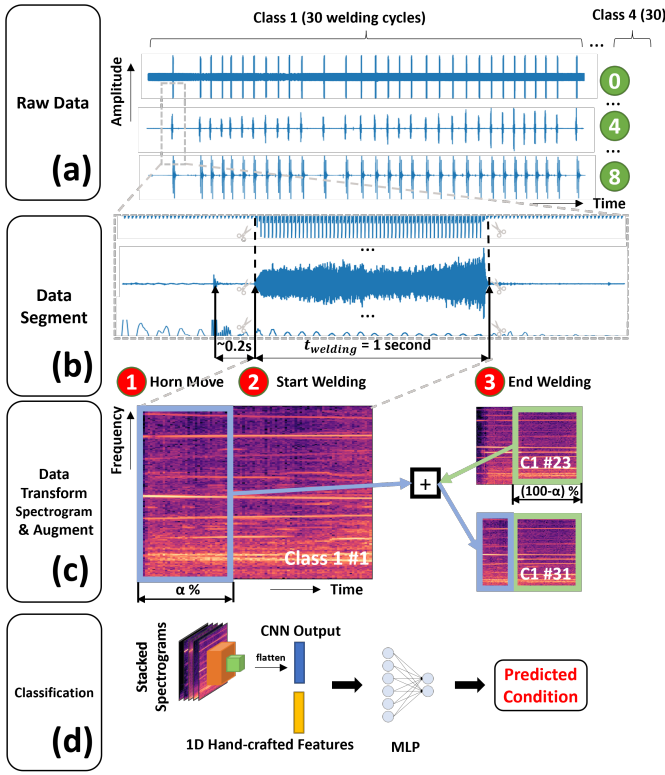 Class 1 (30 welding cycles)
Class 4 (30)
...
Raw Data
(a)
Amplitude
0
...
4
...
8
Time
Data
Segment
(b)
...
...
~0.2s
t_welding = 1 second
1 Horn Move
2 Start Welding
3 End Welding
Data
Transform
Spectrogram
& Augment
(c)
Frequency
Class 1 #1
α %
Time
+
C1 #23
(100-α) %
C1 #31
Classification
(d)
Stacked
Spectrograms
flatten
CNN Output
1D Hand-crafted Features
MLP
Predicted
Condition